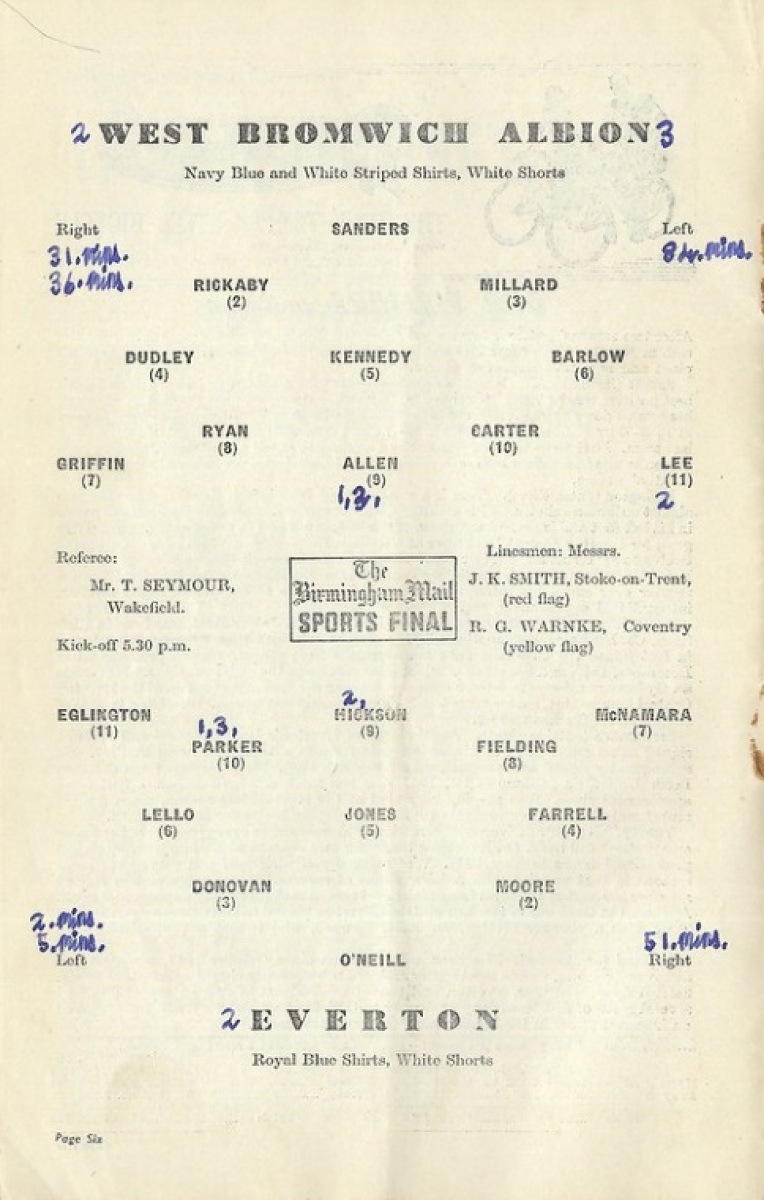 2 WEST BROMWICH ALBION 3
Navy Blue and White Striped Shirts, White Shorts
Right SANDERS Left
31. mins. 84. mins.
36. mins. RICKABY MILLARD
(2) (3)
DUDLEY KENNEDY BARLOW
(4) (5) (6)
RYAN CARTER
(8) (10)
GRIFFIN ALLEN LEE
(7) (9) (11)
1,3, 2
Referee:
Mr. T. SEYMOUR,
Wakefield.
Kick-off 5.30 p.m.
The
Birmingham Mail
SPORTS FINAL
Linesmen: Messrs.
J. K. SMITH, Stoke-on-Trent,
(red flag)
R. G. WARNKE, Coventry
(yellow flag)
2,
EGLINGTON HICKSON McNAMARA
(11) (9) (7)
1,3,
PARKER FIELDING
(10) (8)
LELLO JONES FARRELL
(6) (5) (4)
DONOVAN MOORE
(3) (2)
2. mins.
5. mins. 51. mins.
Left O'NEILL Right
2 EVERTON
Royal Blue Shirts, White Shorts
Page Six